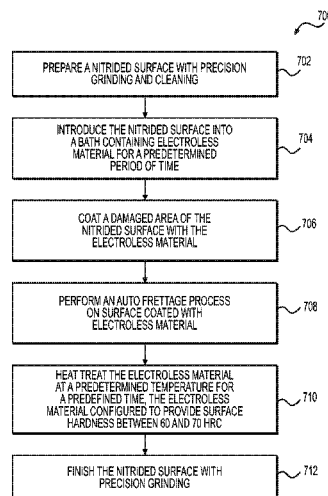 700
PREPARE A NITRIDED SURFACE WITH PRECISION
GRINDING AND CLEANING
702
INTRODUCE THE NITRIDED SURFACE INTO
A BATH CONTAINING ELECTROLESS
MATERIAL FOR A PREDETERMINED
PERIOD OF TIME
704
COAT A DAMAGED AREA OF THE
NITRIDED SURFACE WITH THE
ELECTROLESS MATERIAL
706
PERFORM AN AUTO FRETTAGE PROCESS
ON SURFACE COATED WITH
ELECTROLESS MATERIAL
708
HEAT TREAT THE ELECTROLESS MATERIAL
AT A PREDETERMINED TEMPERATURE FOR
A PREDEFINED TIME, THE ELECTROLESS
MATERIAL CONFIGURED TO PROVIDE SURFACE
HARDNESS BETWEEN 60 AND 70 HRC
710
FINISH THE NITRIDED SURFACE WITH
PRECISION GRINDING
712